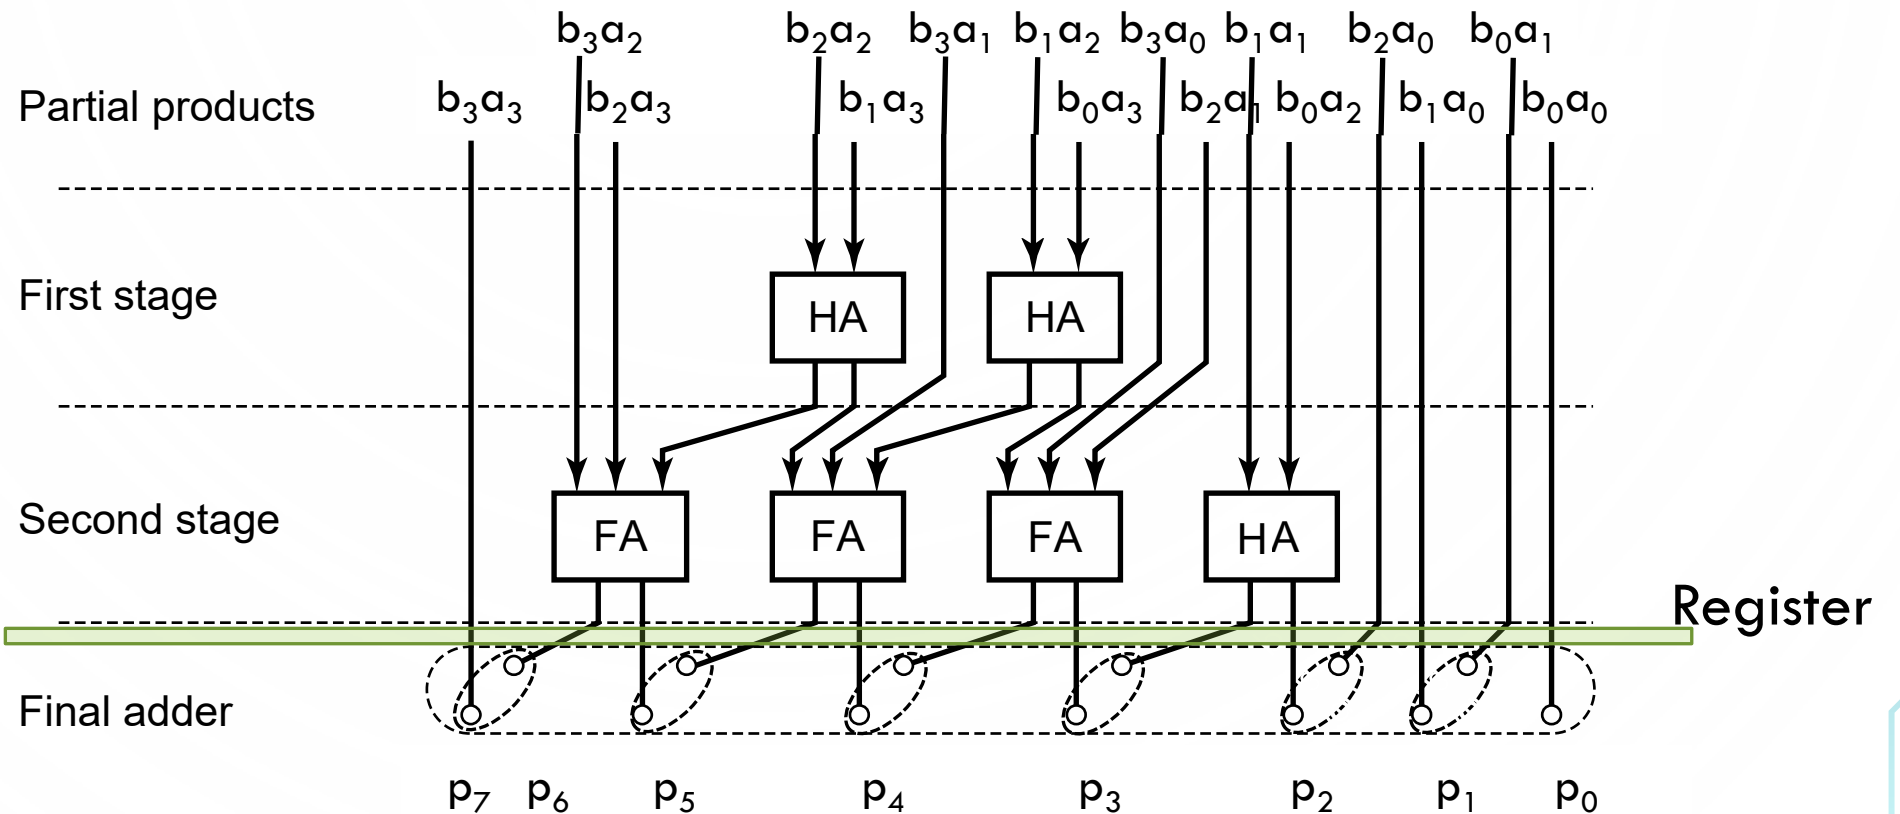 b₃a₂ b₂a₂ b₃a₁ b₁a₂ b₃a₀ b₁a₁ b₂a₀ b₀a₁
Partial products b₃a₃ b₂a₃ b₁a₃ b₀a₃ b₂a₁ b₀a₂ b₁a₀ b₀a₀
First stage HA HA
Second stage FA FA FA HA
Register
Final adder
p₇ p₆ p₅ p₄ p₃ p₂ p₁ p₀